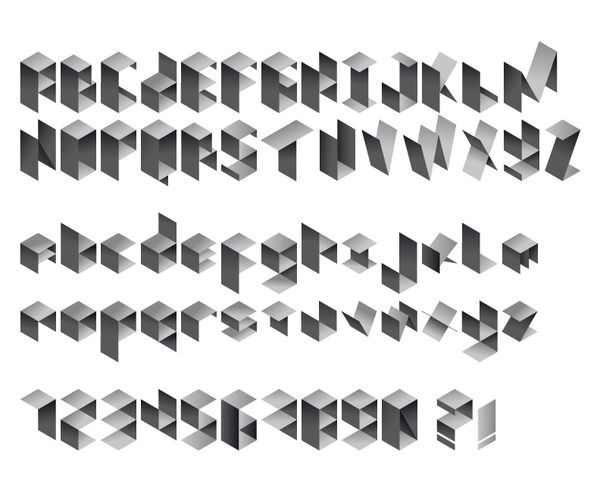 ABCdEFGHIJKLM
NOPQRSTUVWXYZ
abcdefghijklm
nopqrstuvwxyz
1234567890?!